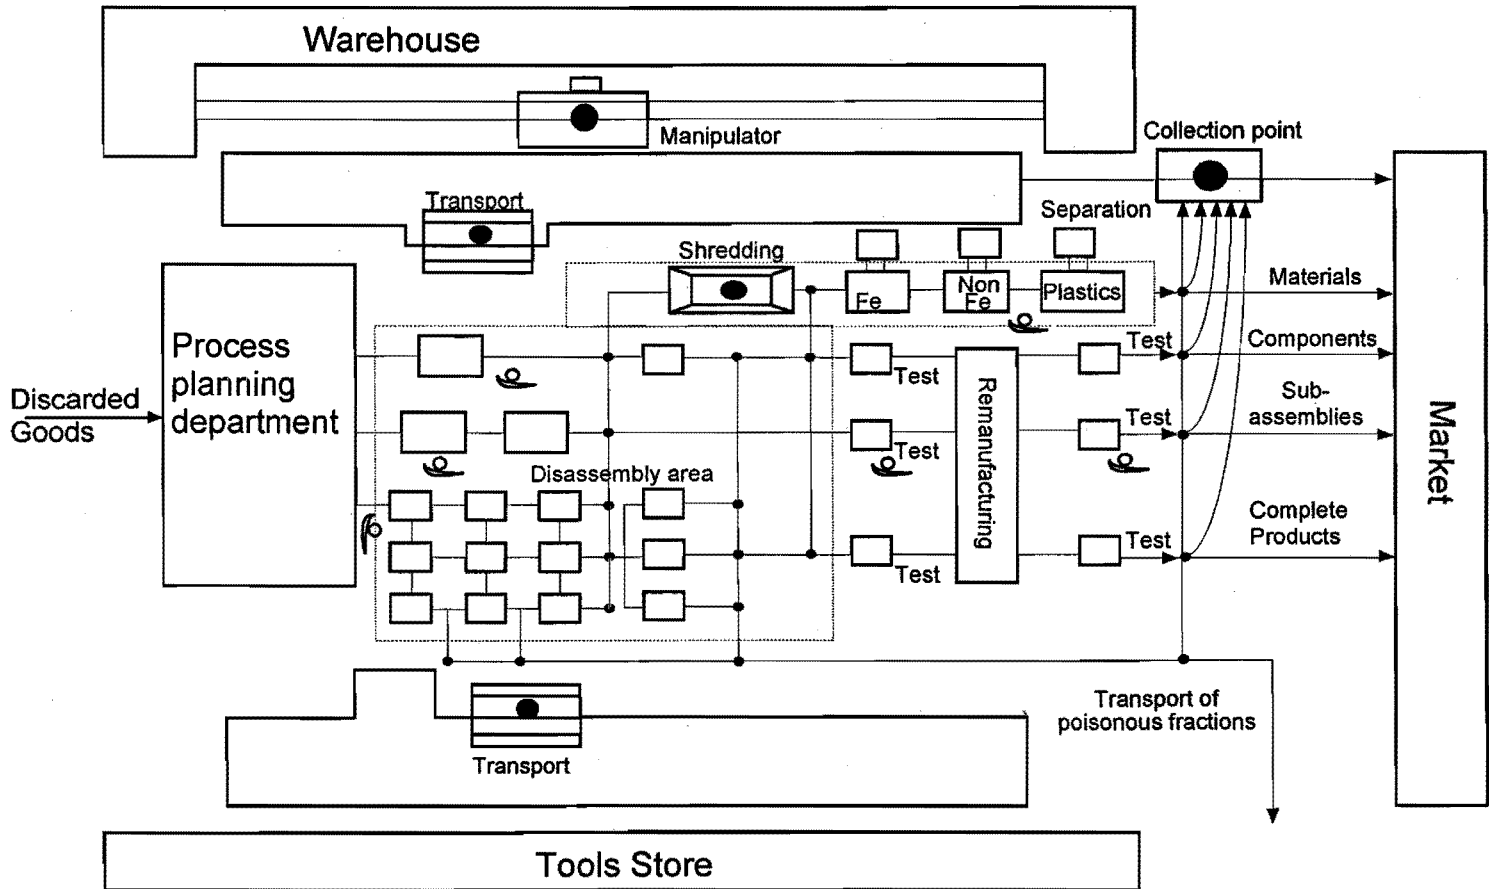 Warehouse
Manipulator
Collection point
Transport
Separation
Shredding
Materials
Fe
Non
Fe
Plastics
Process
planning
department
Test
Components
Test
Discarded
Goods
Remanufacturing
Sub-
assemblies
Test
Test
Market
Disassembly area
Complete
Products
Test
Test
Transport of
poisonous fractions
Transport
Tools Store